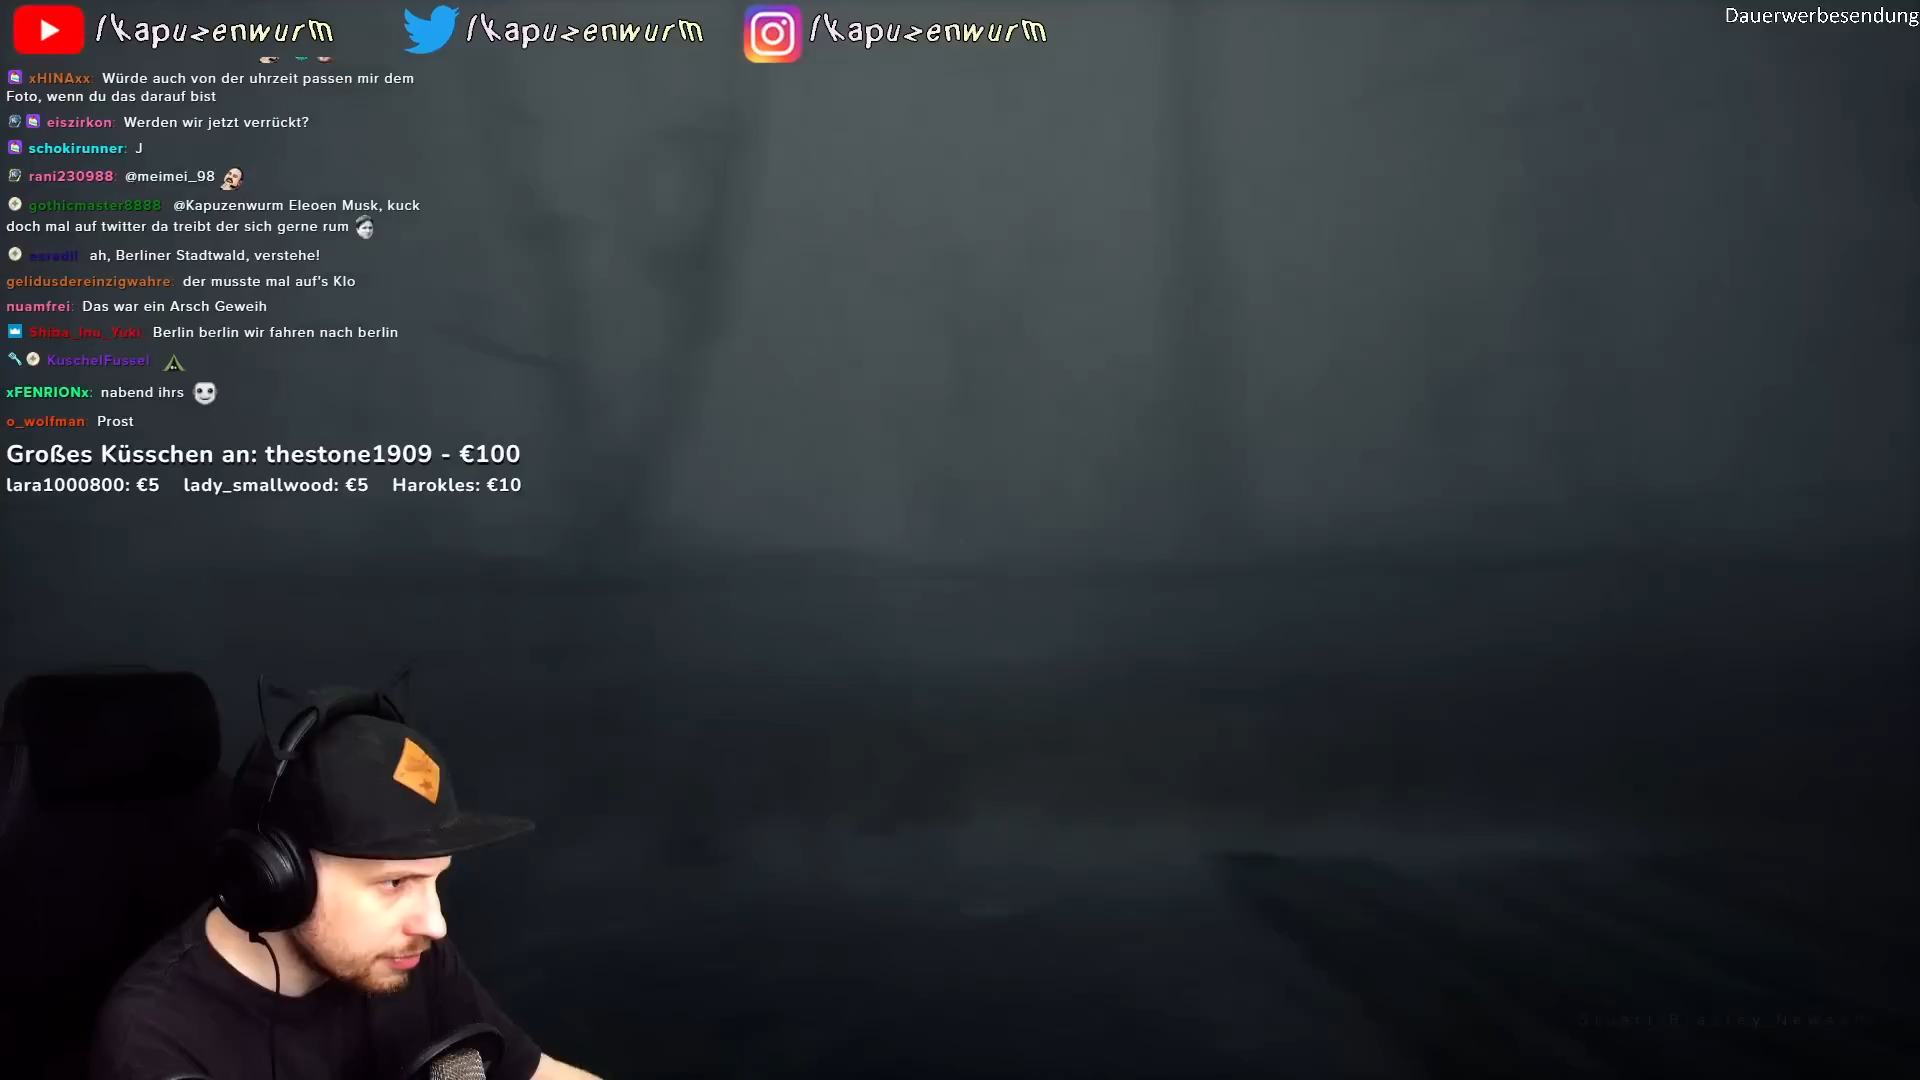 /kapuzenwurm /kapuzenwurm /kapuzenwurm
Dauerwerbesendung
xHINAxx: Würde auch von der uhrzeit passen mir dem
Foto, wenn du das darauf bist
eiszirkon: Werden wir jetzt verrückt?
schokirunner: J
rani230988: @meimei_98
gothicmaster8888: @Kapuzenwurm Eleoen Musk, kuck
doch mal auf twitter da treibt der sich gerne rum
ah, Berliner Stadtwald, verstehe!
gelidusdereinzigwahre: der musste mal auf's Klo
nuamfrei: Das war ein Arsch Geweih
Shiba_Inu_Yuki: Berlin berlin wir fahren nach berlin
KuschelFussel
xFENRIONx: nabend ihrs
o_wolfman: Prost
Großes Küsschen an: thestone1909 - €100
lara1000800: €5 lady_smallwood: €5 Harokles: €10